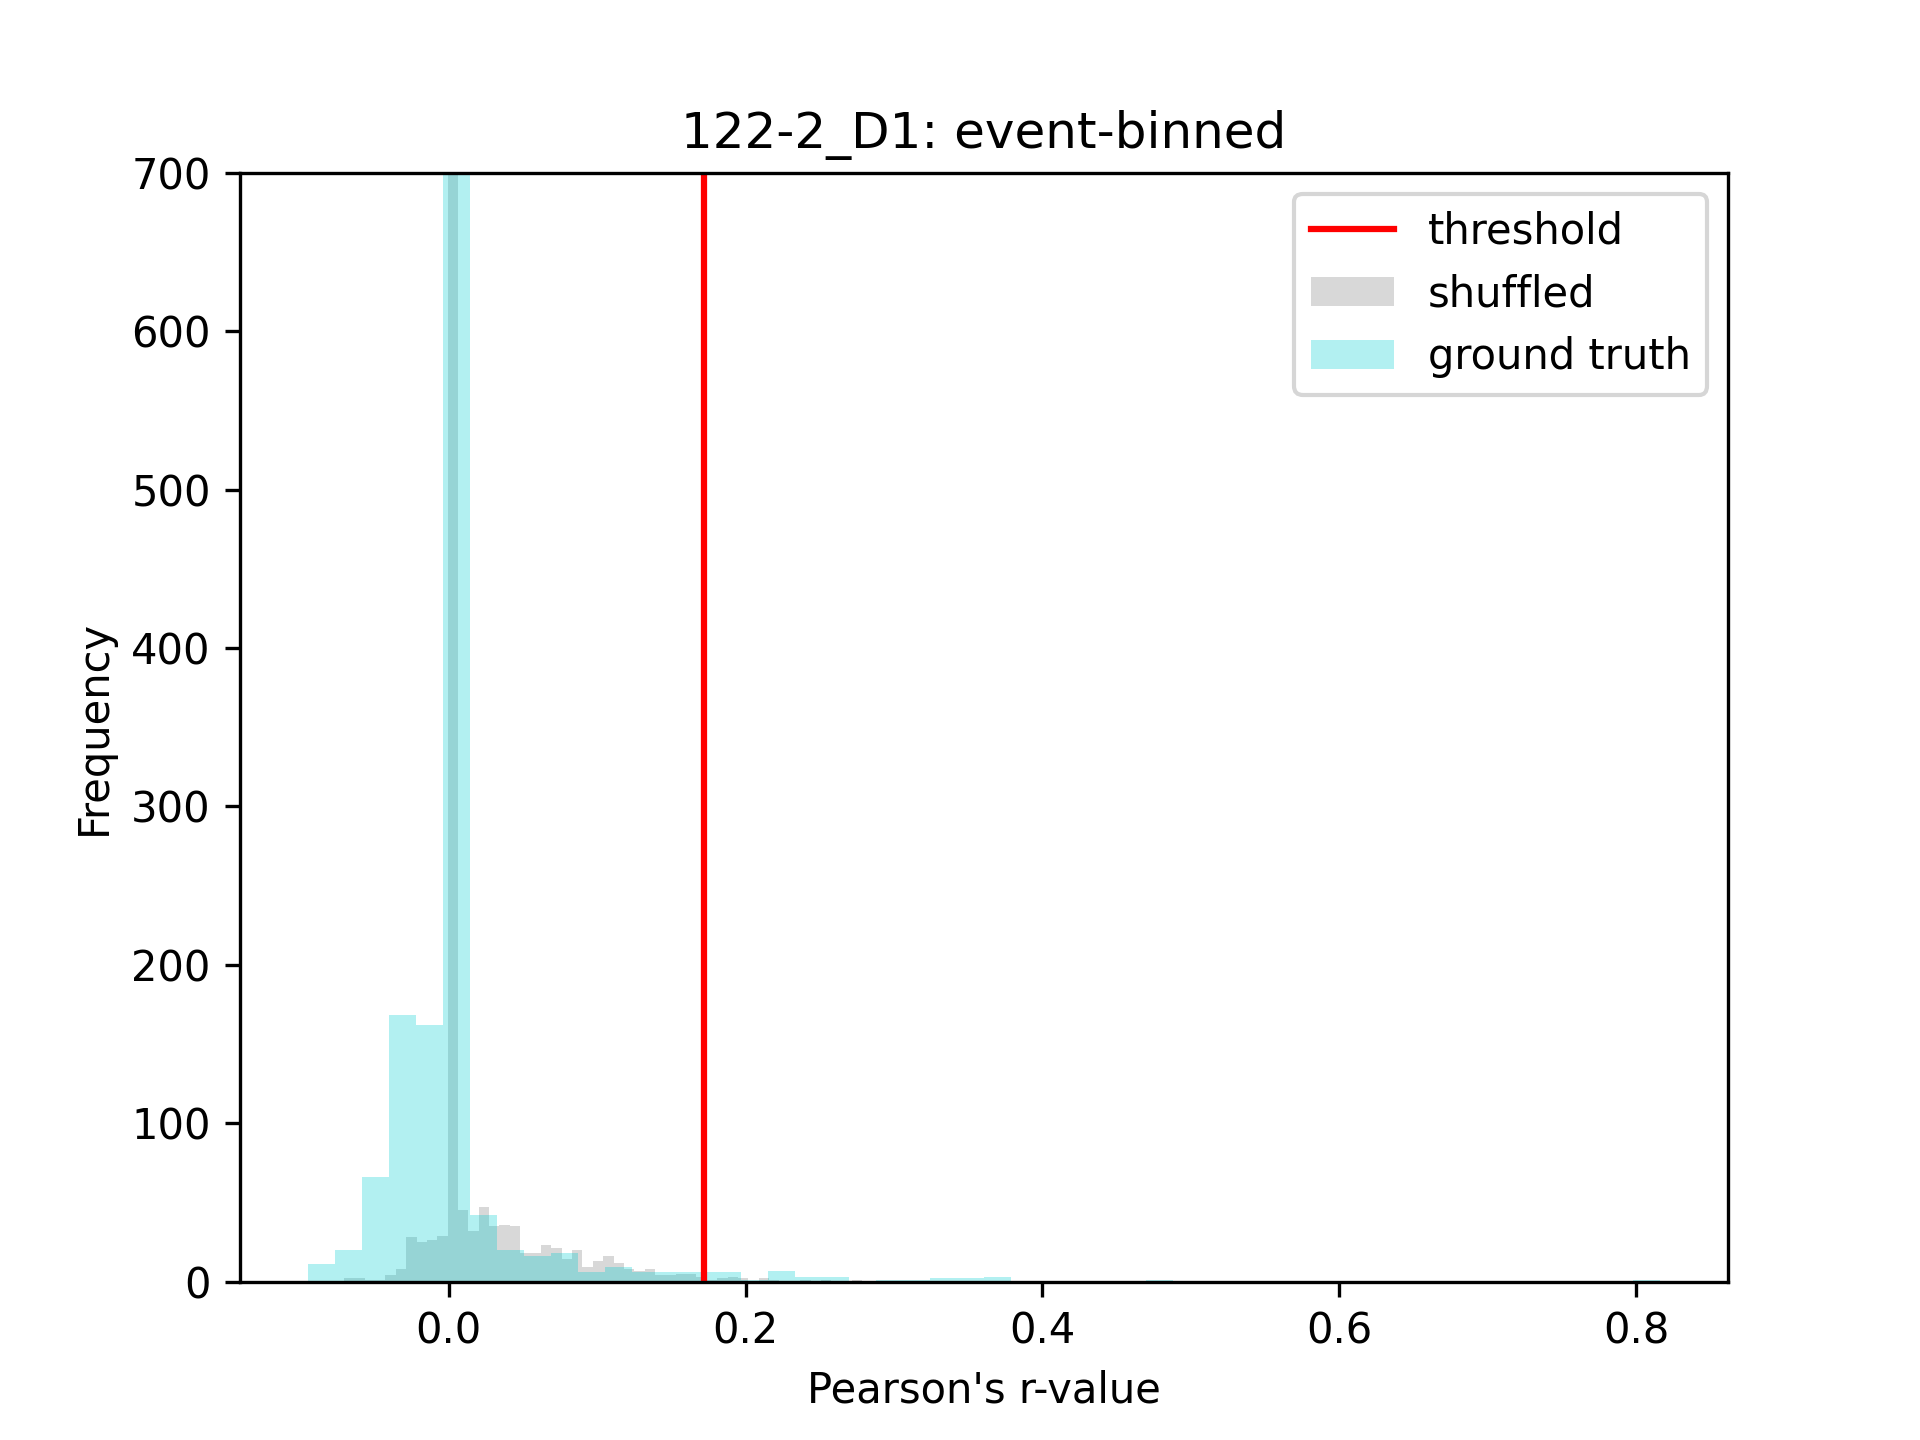 122-2_D1: event-binned
700
600
500
400
300
200
100
0
Frequency
threshold
shuffled
ground truth
0.0 0.2 0.4 0.6 0.8
Pearson's r-value